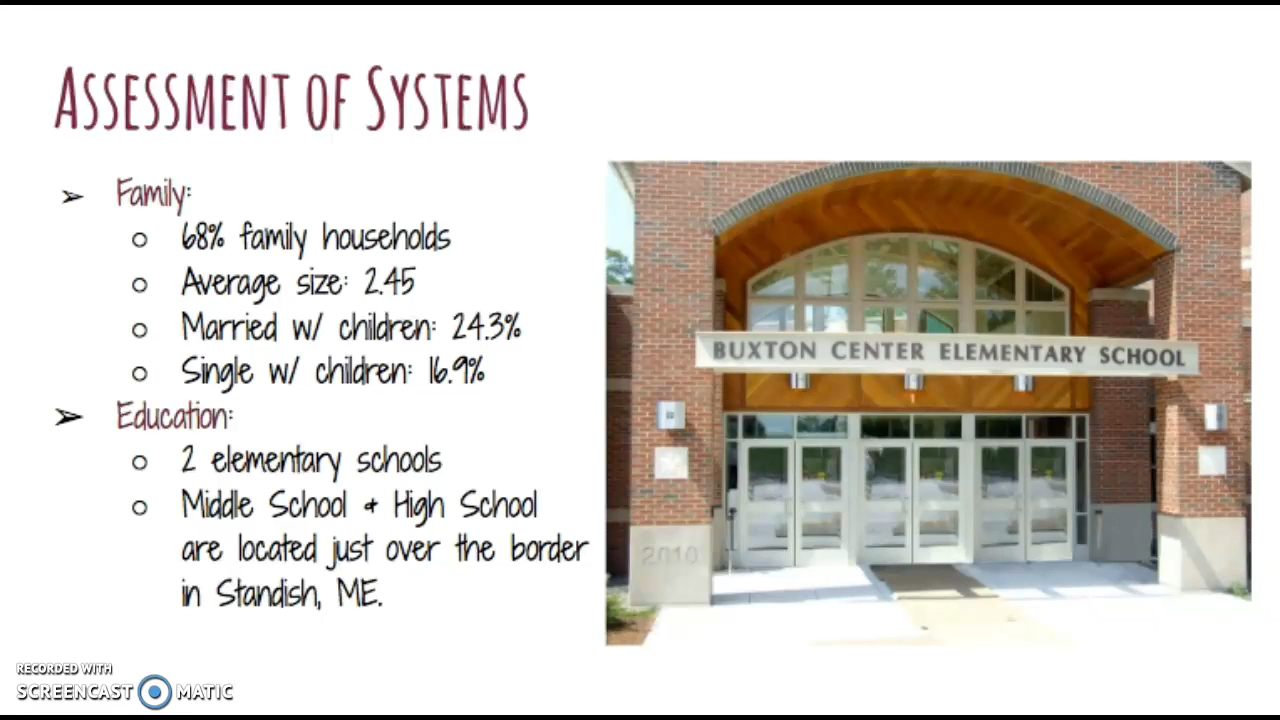 Assessment of Systems
➢ Family:
○ 68% family households
○ Average size: 2.45
○ Married w/ children: 24.3%
○ Single w/ children: 16.9%
➢ Education:
○ 2 elementary schools
○ Middle School & High School
are located just over the border
in Standish, ME.
BUXTON CENTER ELEMENTARY SCHOOL
2010
RECORDED WITH
SCREENCAST MATIC